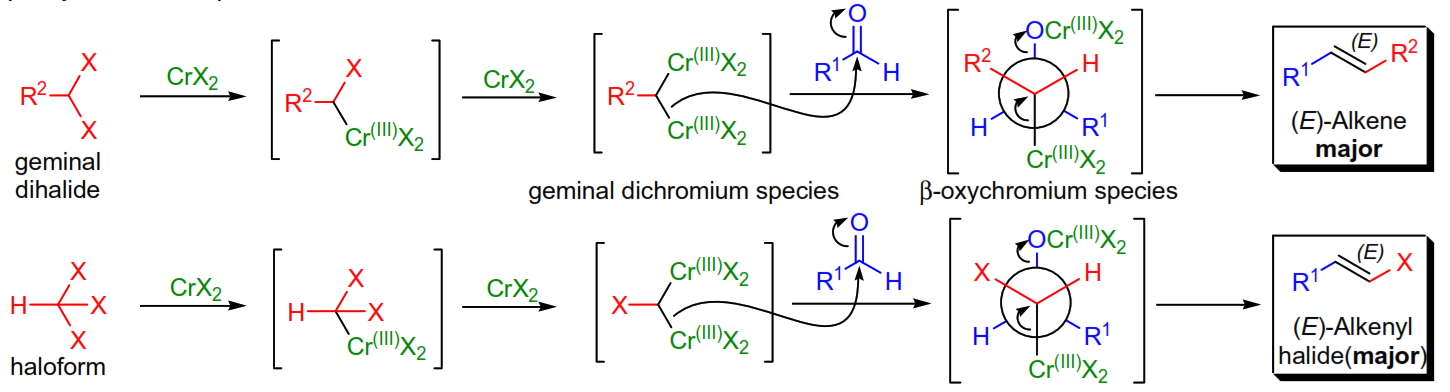 X
R2
X
geminal
dihalide
CrX2
X
R2
Cr(III)X2
CrX2
Cr(III)X2
R2
Cr(III)X2
geminal dichromium species
O
R1
H
OCr(III)X2
R2
H
H
R1
Cr(III)X2
β-oxychromium species
(E)
R2
R1
(E)-Alkene
major
X
H
X
X
haloform
CrX2
X
H
X
Cr(III)X2
CrX2
Cr(III)X2
X
Cr(III)X2
O
R1
H
OCr(III)X2
X
H
H
R1
Cr(III)X2
(E)
X
R1
(E)-Alkenyl
halide(major)